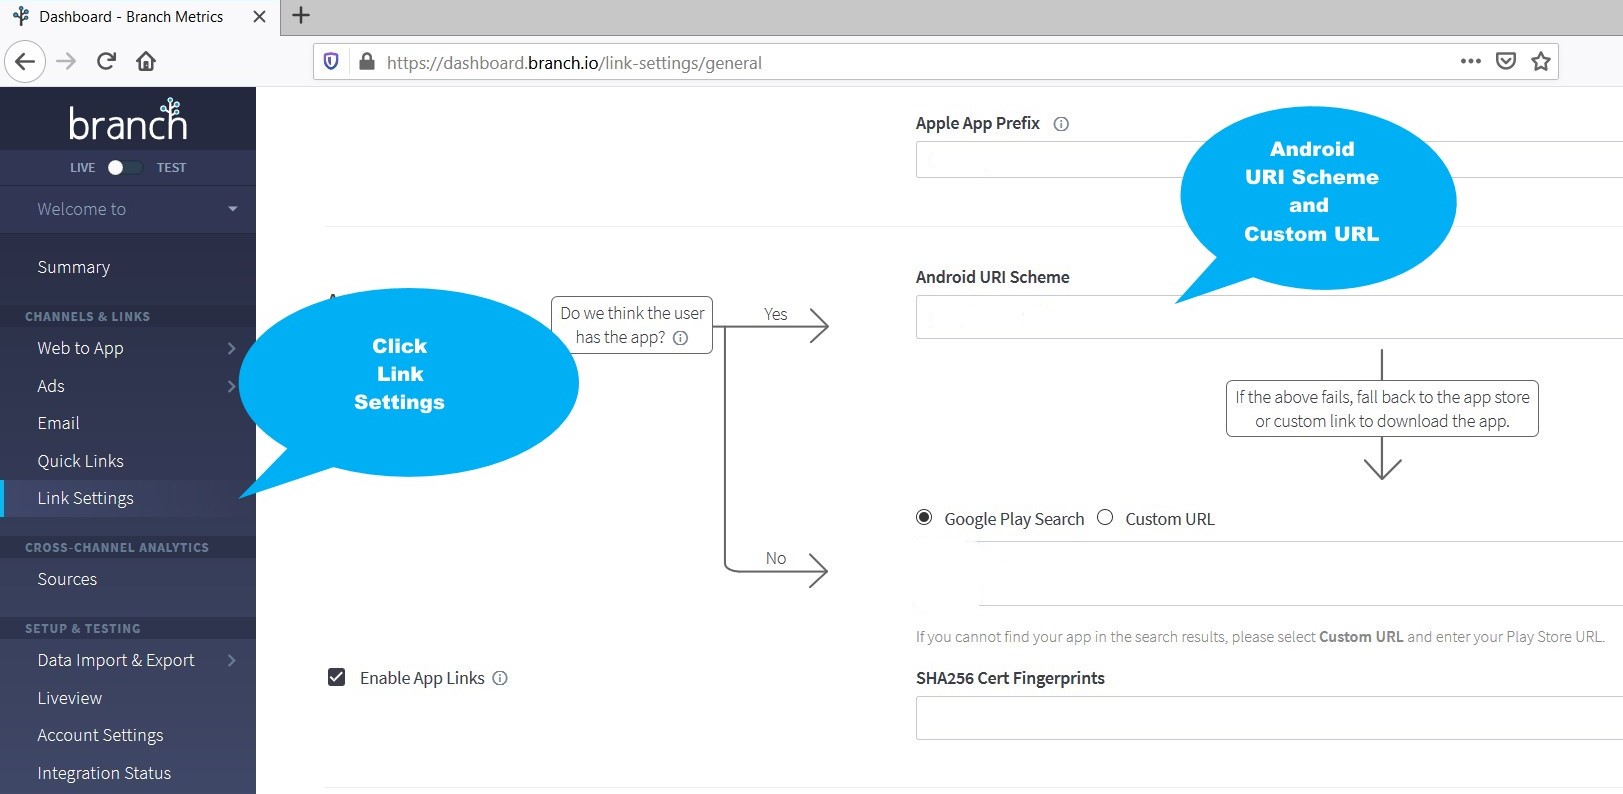 Dashboard - Branch Metrics
https://dashboard.branch.io/link-settings/general
branch
LIVE TEST
Welcome to
Summary
CHANNELS & LINKS
Web to App
Ads
Email
Quick Links
Link Settings
CROSS-CHANNEL ANALYTICS
Sources
SETUP & TESTING
Data Import & Export
Liveview
Account Settings
Integration Status
Click
Link
Settings
Do we think the user
has the app?
Yes
No
Enable App Links
Apple App Prefix
Android
URI Scheme
and
Custom URL
Android URI Scheme
If the above fails, fall back to the app store
or custom link to download the app.
Google Play Search Custom URL
If you cannot find your app in the search results, please select Custom URL and enter your Play Store URL.
SHA256 Cert Fingerprints